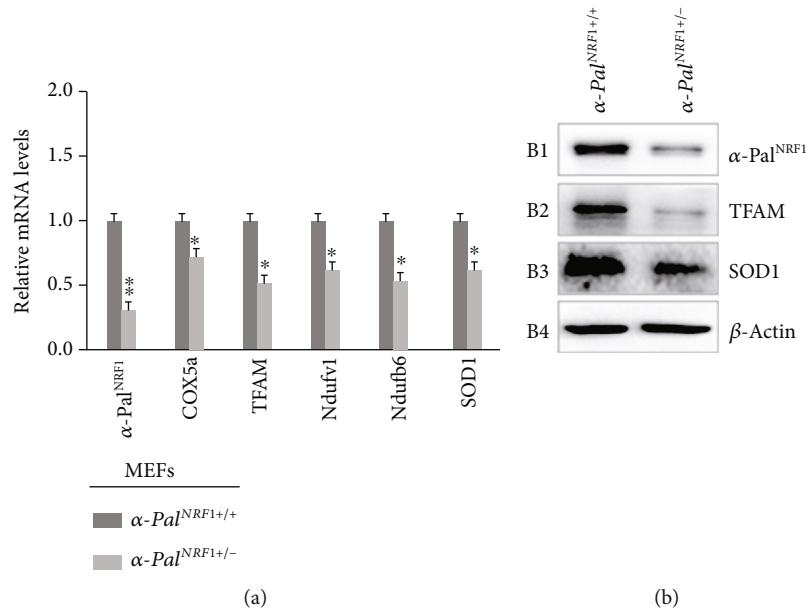 Relative mRNA levels
2.0
1.5
1.0
0.5
0.0
**
*
*
*
*
*
α-Pal^NRF1
COX5a
TFAM
Ndufv1
Ndufb6
SOD1
MEFs
α-Pal^NRF1+/+
α-Pal^NRF1+/−
(a)
α-Pal^NRF1+/+
α-Pal^NRF1+/−
B1 α-Pal^NRF1
B2 TFAM
B3 SOD1
B4 β-Actin
(b)